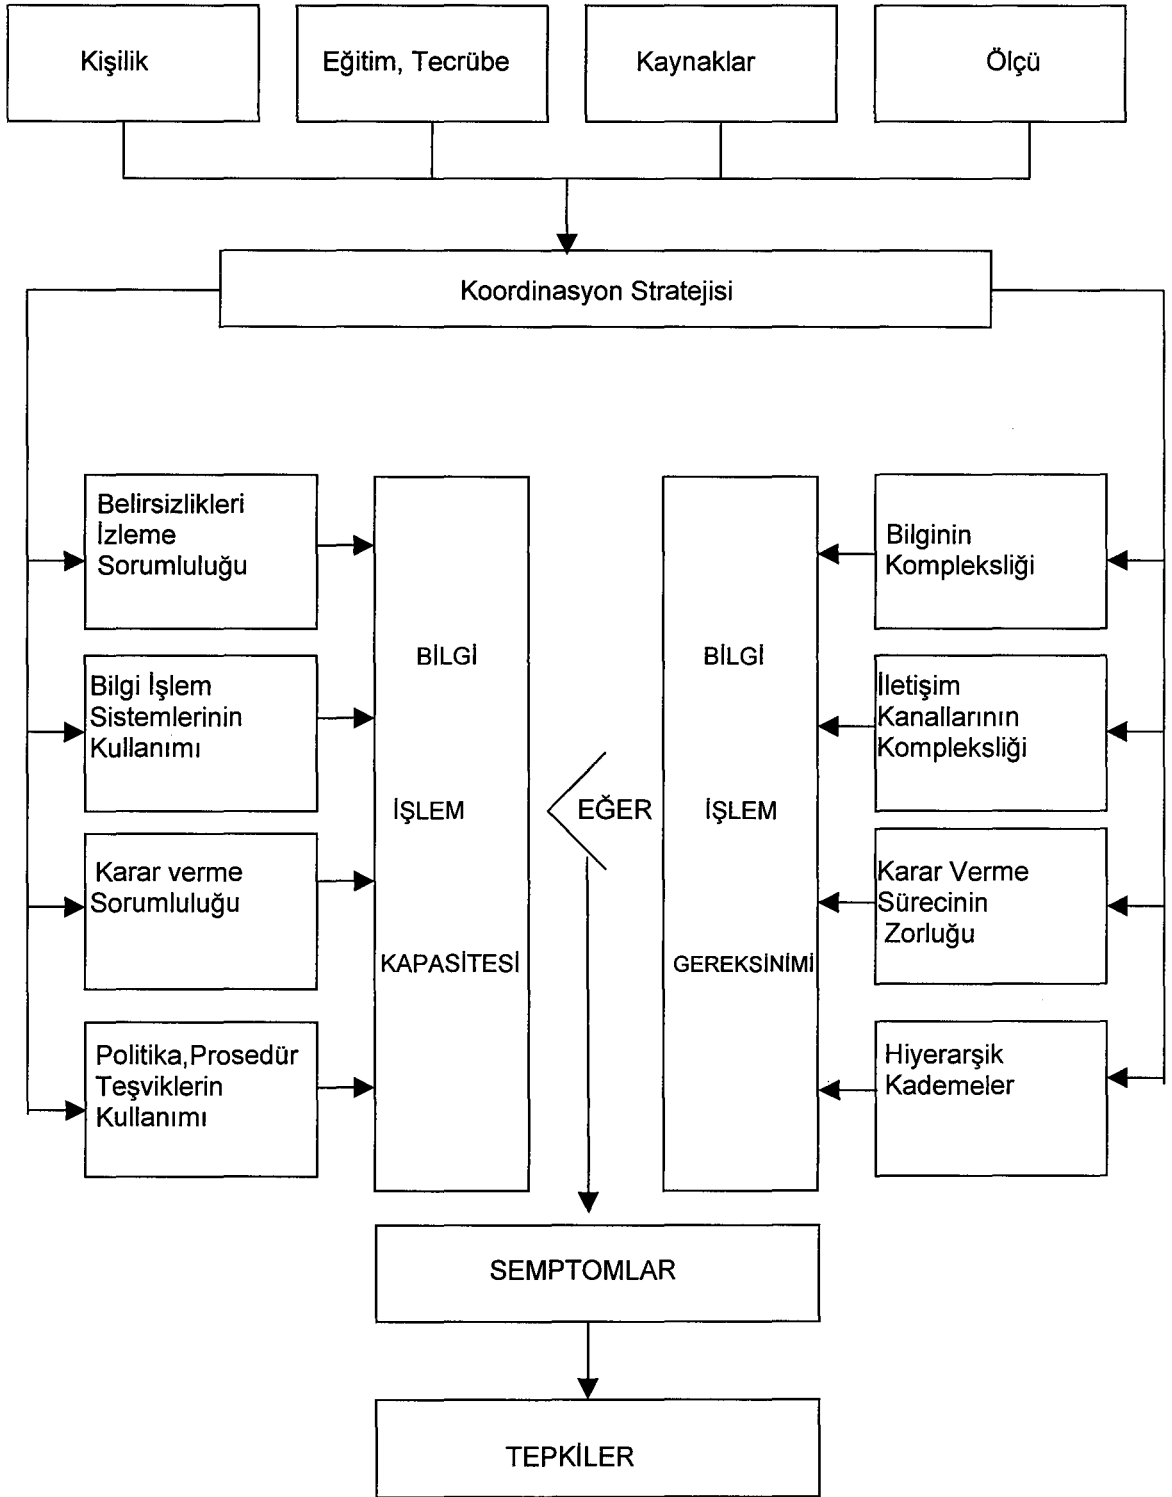 Kişilik
Eğitim, Tecrübe
Kaynaklar
Ölçü
Koordinasyon Stratejisi
Belirsizlikleri
İzleme
Sorumluluğu
Bilgi İşlem
Sistemlerinin
Kullanımı
Karar verme
Sorumluluğu
Politika,Prosedür
Teşviklerin
Kullanımı
BİLGİ
İŞLEM
KAPASİTESİ
EĞER
BİLGİ
İŞLEM
GEREKSİNİMİ
Bilginin
Kompleksliği
İletişim
Kanallarının
Kompleksliği
Karar Verme
Sürecinin
Zorluğu
Hiyerarşik
Kademeler
SEMPTOMLAR
TEPKİLER